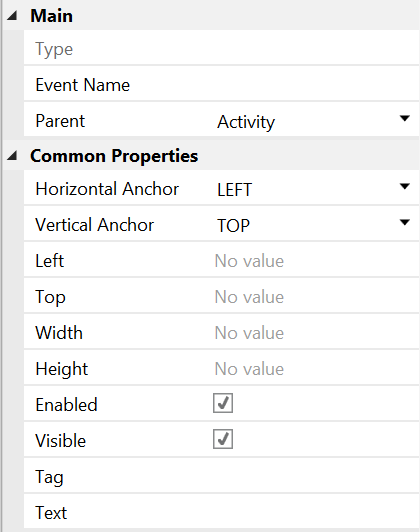 Main
Type
Event Name
Parent Activity
Common Properties
Horizontal Anchor LEFT
Vertical Anchor TOP
Left No value
Top No value
Width No value
Height No value
Enabled
Visible
Tag
Text